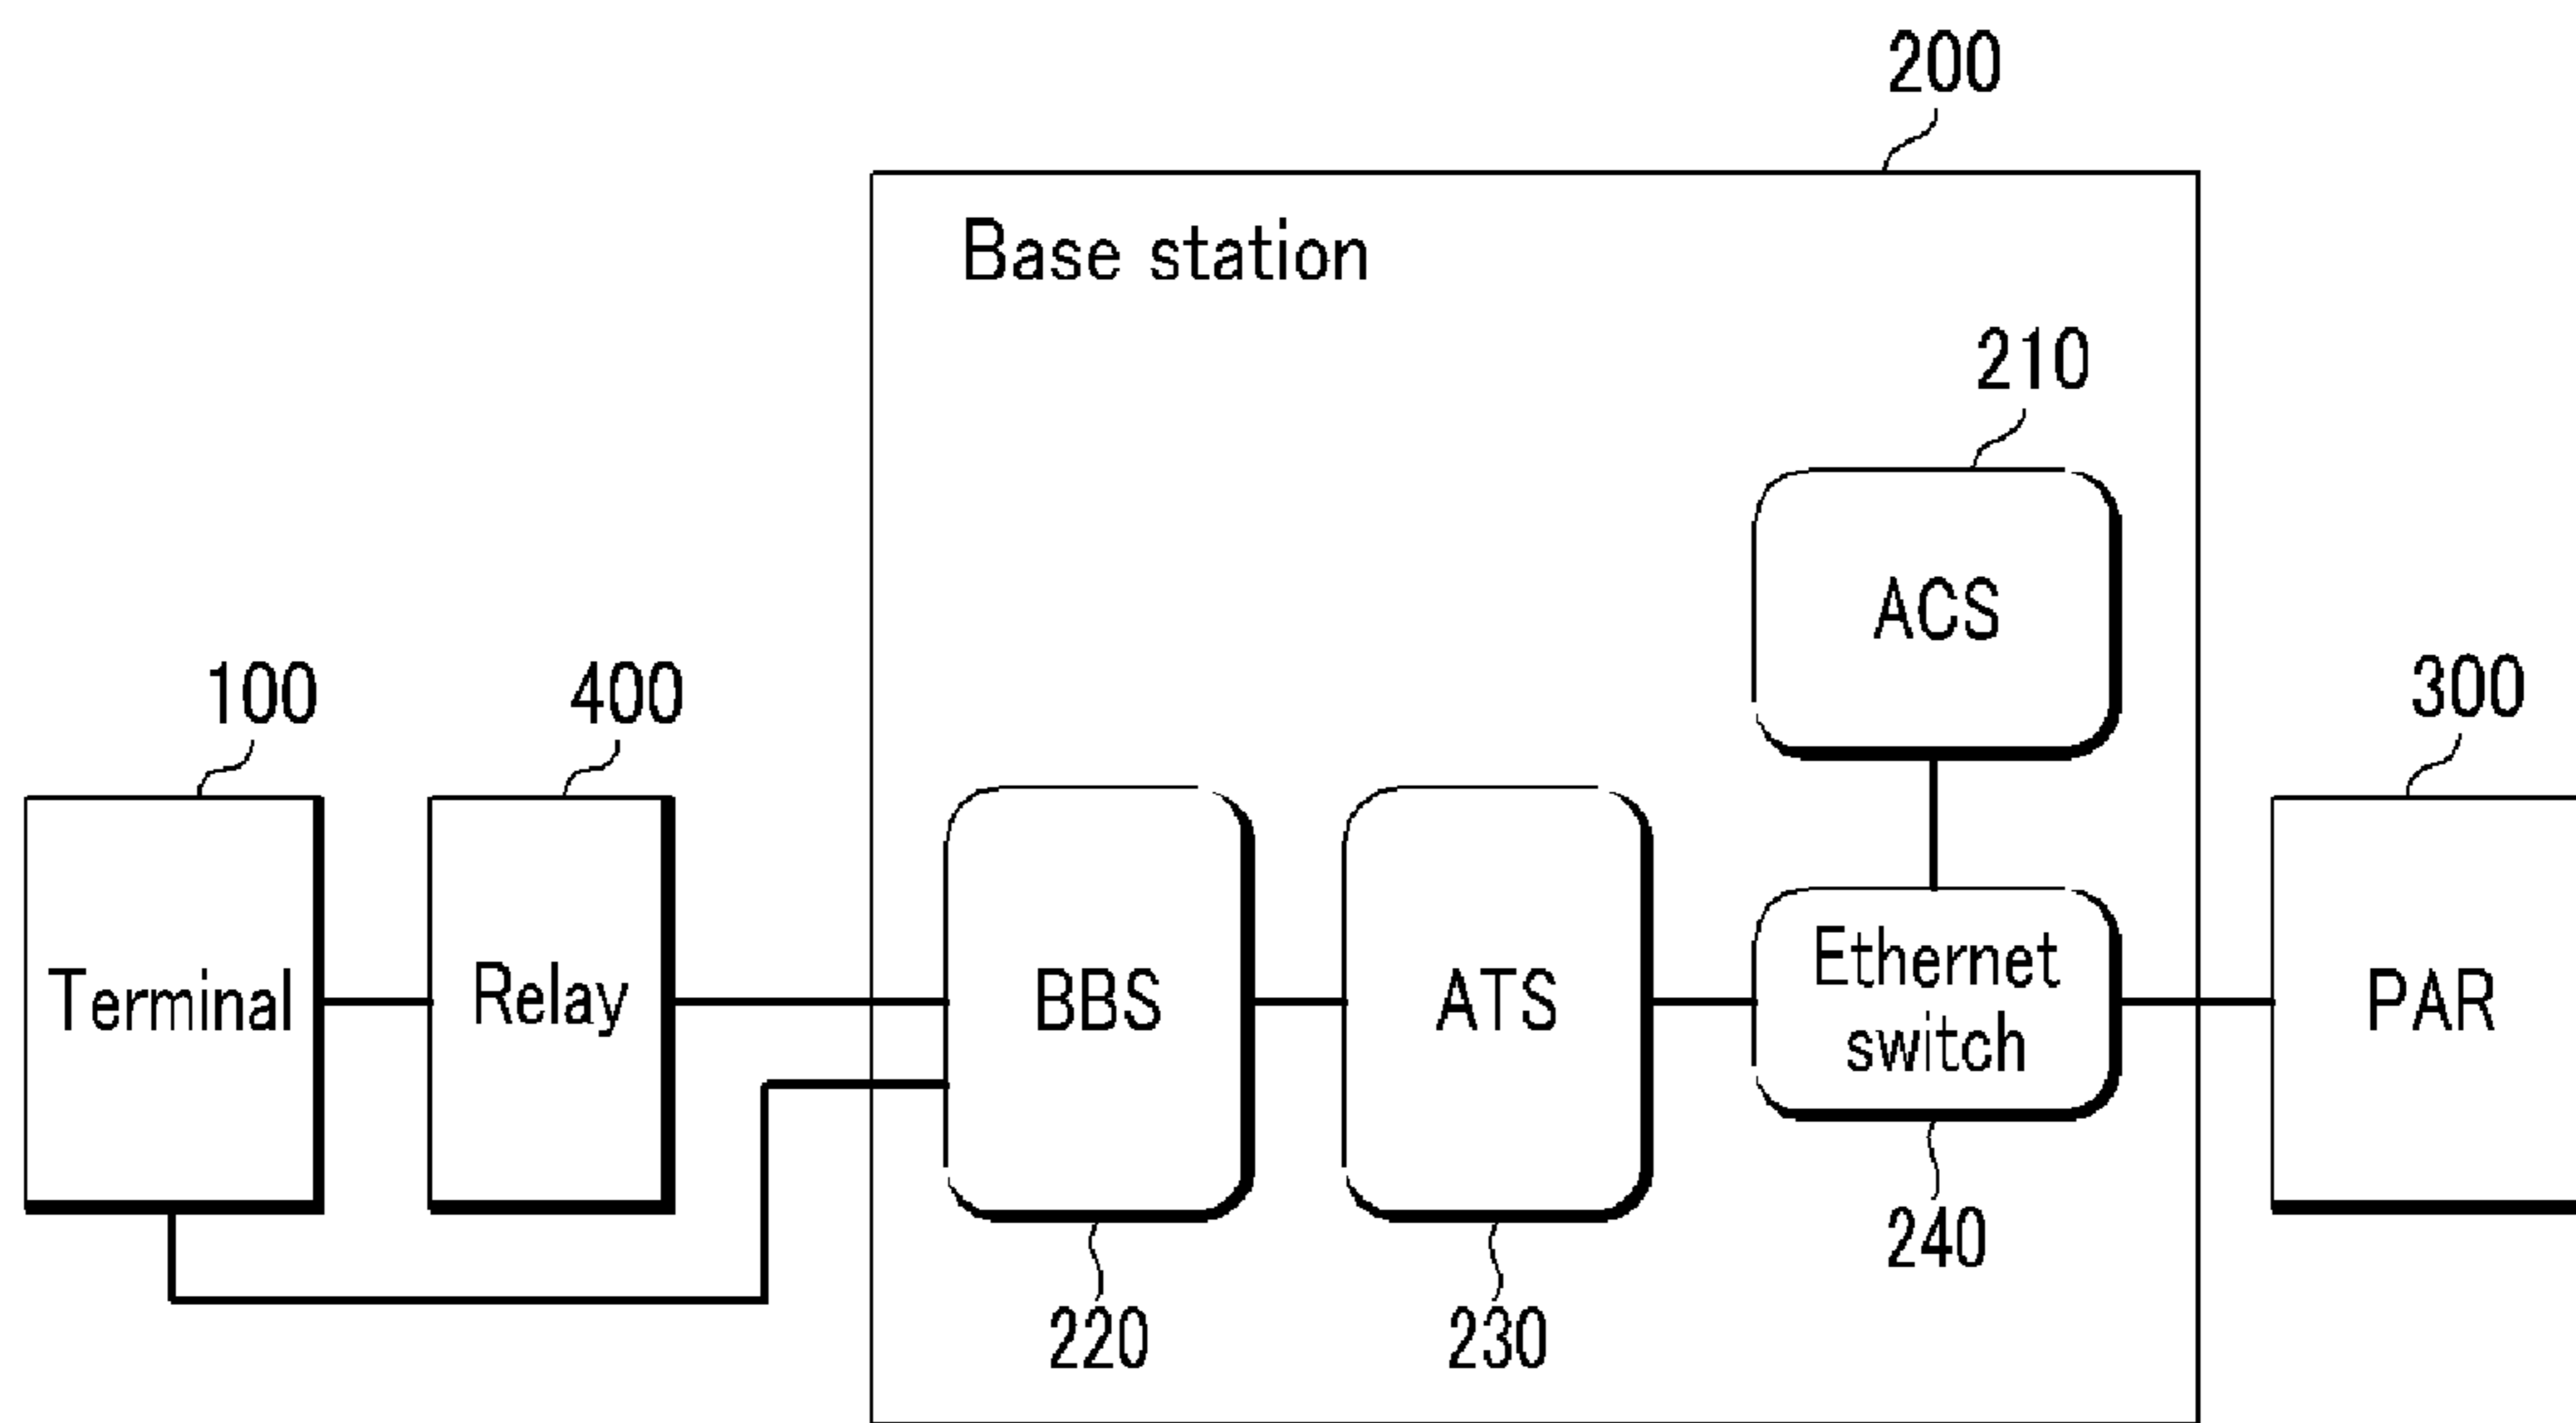 200
Base station
210
ACS
100
400
300
Terminal
Relay
BBS
ATS
Ethernet
switch
PAR
240
220
230